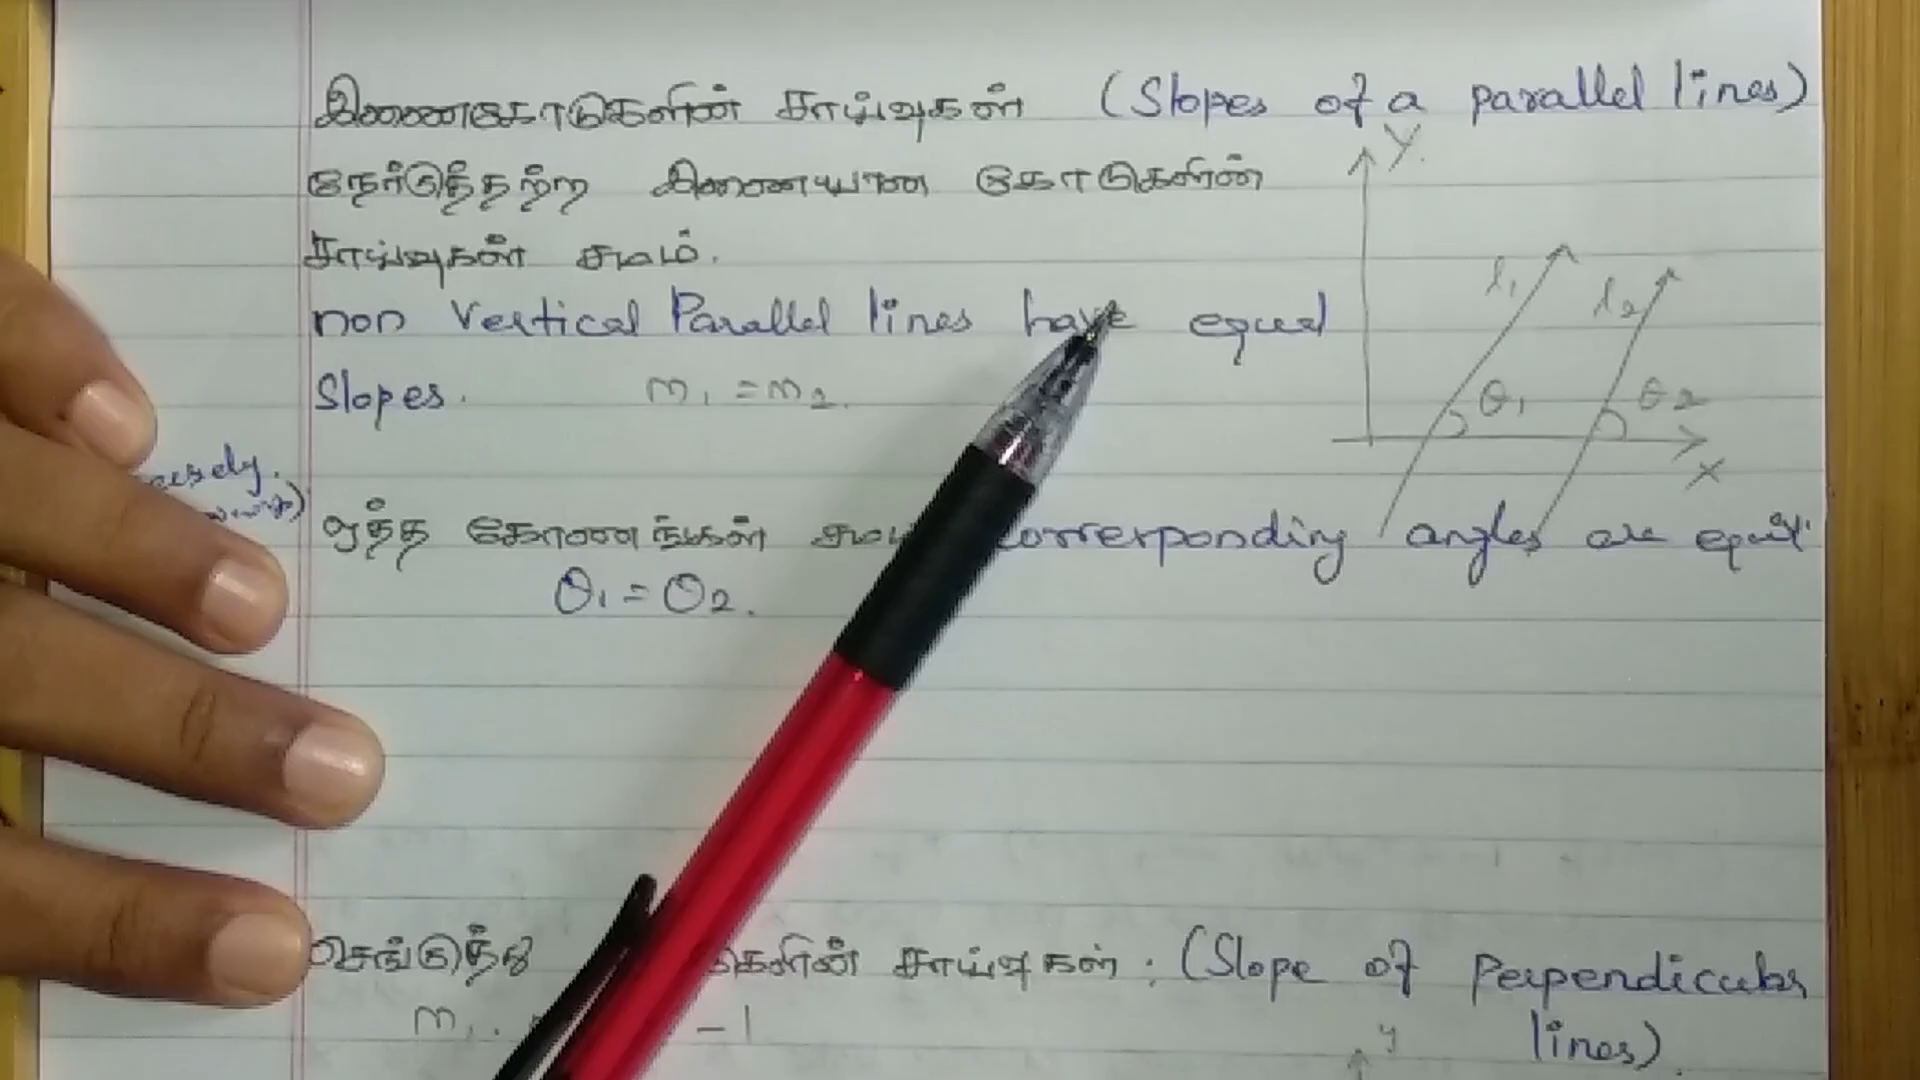 இணைகோடுகளின் சாய்வுகள் (Slopes of a parallel lines)
நேர்குத்தற்ற இணையான கோடுகளின்
சாய்வுகள் சமம்.
non Vertical Parallel lines have equal
Slopes. m₁ = m₂.
ஒத்த கோணங்கள் corresponding angles are equal
θ₁ = θ₂.
Y
l₁ l₂
θ₁ θ₂
X
செங்குத்து சாய்வுகள் : (Slope of Perpendicular
lines)
m₁ . -1
y